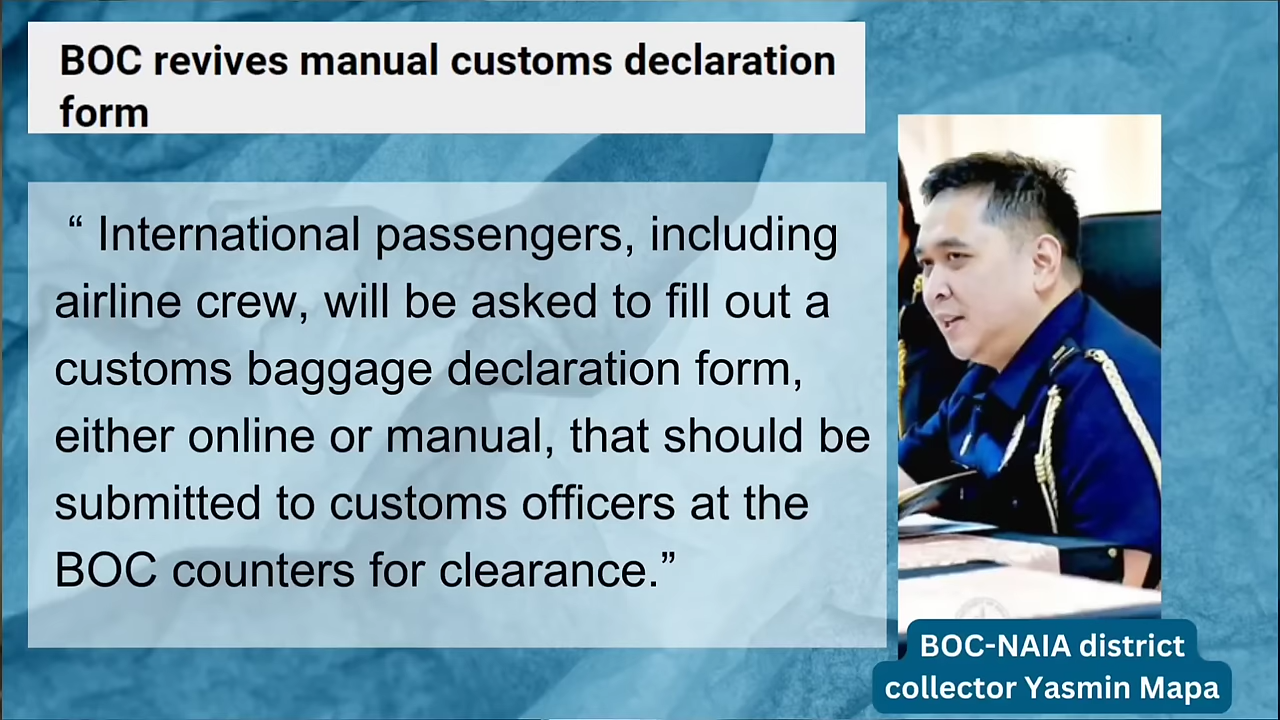 BOC revives manual customs declaration
form
“ International passengers, including
airline crew, will be asked to fill out a
customs baggage declaration form,
either online or manual, that should be
submitted to customs officers at the
BOC counters for clearance.”
BOC-NAIA district
collector Yasmin Mapa